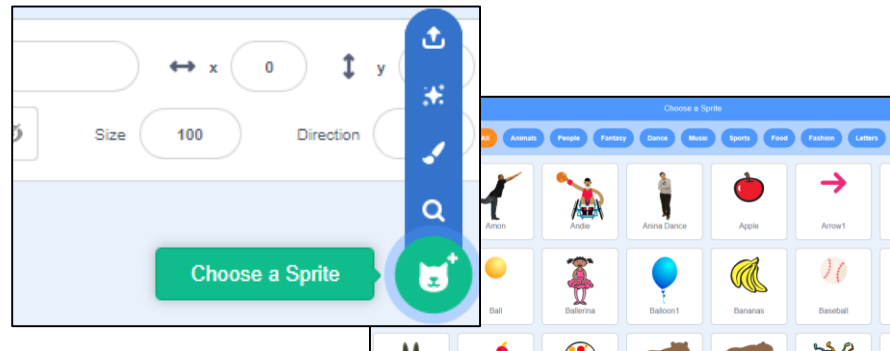 x 0 y
Size 100 Direction
Choose a Sprite
Choose a Sprite
All Animals People Fantasy Dance Music Sports Food Fashion Letters
Amon Andie Anina Dance Apple Arrow1
Ball Ballerina Balloon1 Bananas Baseball